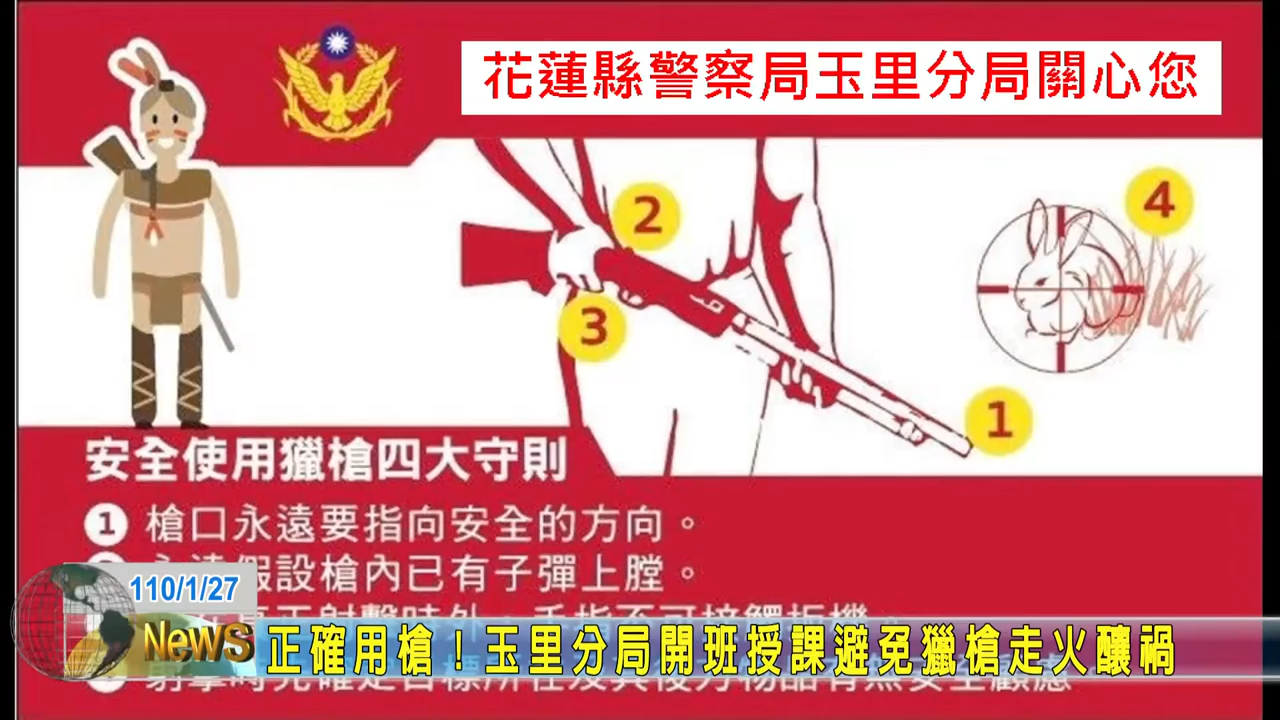 花蓮縣警察局玉里分局關心您
2
4
3
1
安全使用獵槍四大守則
1 槍口永遠要指向安全的方向。
永遠假設槍內已有子彈上膛。
110/1/27
News 正確用槍！玉里分局開班授課避免獵槍走火釀禍